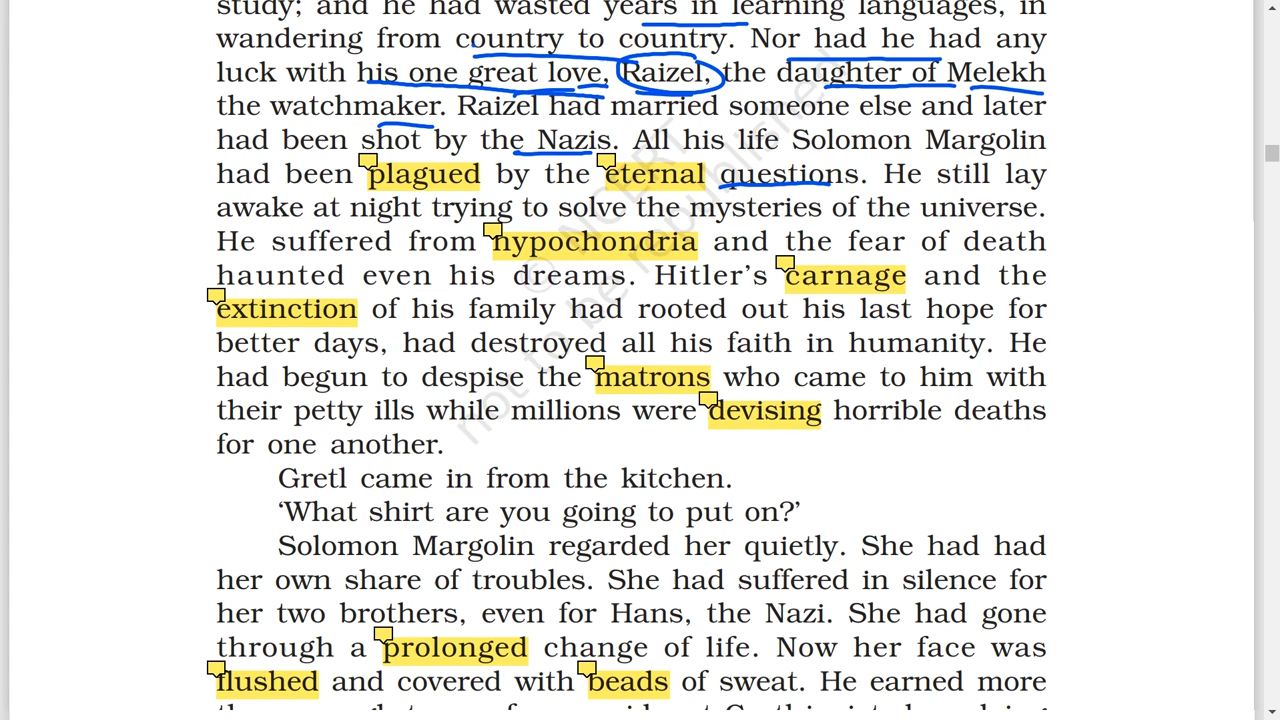 study; and he had wasted years in learning languages, in
wandering from country to country. Nor had he had any
luck with his one great love, Raizel, the daughter of Melekh
the watchmaker. Raizel had married someone else and later
had been shot by the Nazis. All his life Solomon Margolin
had been plagued by the eternal questions. He still lay
awake at night trying to solve the mysteries of the universe.
He suffered from hypochondria and the fear of death
haunted even his dreams. Hitler’s carnage and the
extinction of his family had rooted out his last hope for
better days, had destroyed all his faith in humanity. He
had begun to despise the matrons who came to him with
their petty ills while millions were devising horrible deaths
for one another.
Gretl came in from the kitchen.
‘What shirt are you going to put on?’
Solomon Margolin regarded her quietly. She had had
her own share of troubles. She had suffered in silence for
her two brothers, even for Hans, the Nazi. She had gone
through a prolonged change of life. Now her face was
flushed and covered with beads of sweat. He earned more
© NCERT
not to be republished